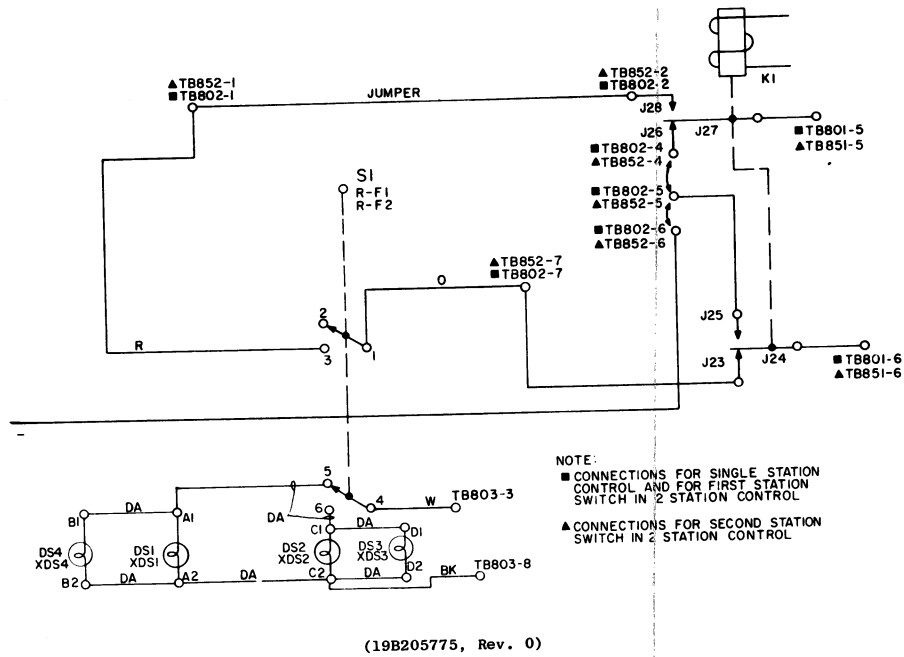 K1
▲TB852-1
■TB802-1
JUMPER
▲TB852-2
■TB802-2
J28
J26
J27
■TB801-5
▲TB851-5
■TB802-4
▲TB852-4
S1
R-F1
R-F2
■TB802-5
▲TB852-5
■TB802-6
▲TB852-6
▲TB852-7
■TB802-7
O
2
3
1
R
J25
J23
J24
■TB801-6
▲TB851-6
NOTE:
■ CONNECTIONS FOR SINGLE STATION
CONTROL AND FOR FIRST STATION
SWITCH IN 2 STATION CONTROL
▲ CONNECTIONS FOR SECOND STATION
SWITCH IN 2 STATION CONTROL
5
4
W
TB803-3
6
DA
B1
DA
A1
C1
DA
D1
DS4
XDS4
DS1
XDS1
DS2
XDS2
DS3
XDS3
B2
DA
A2
DA
C2
DA
D2
BK
TB803-8
(19B205775, Rev. 0)